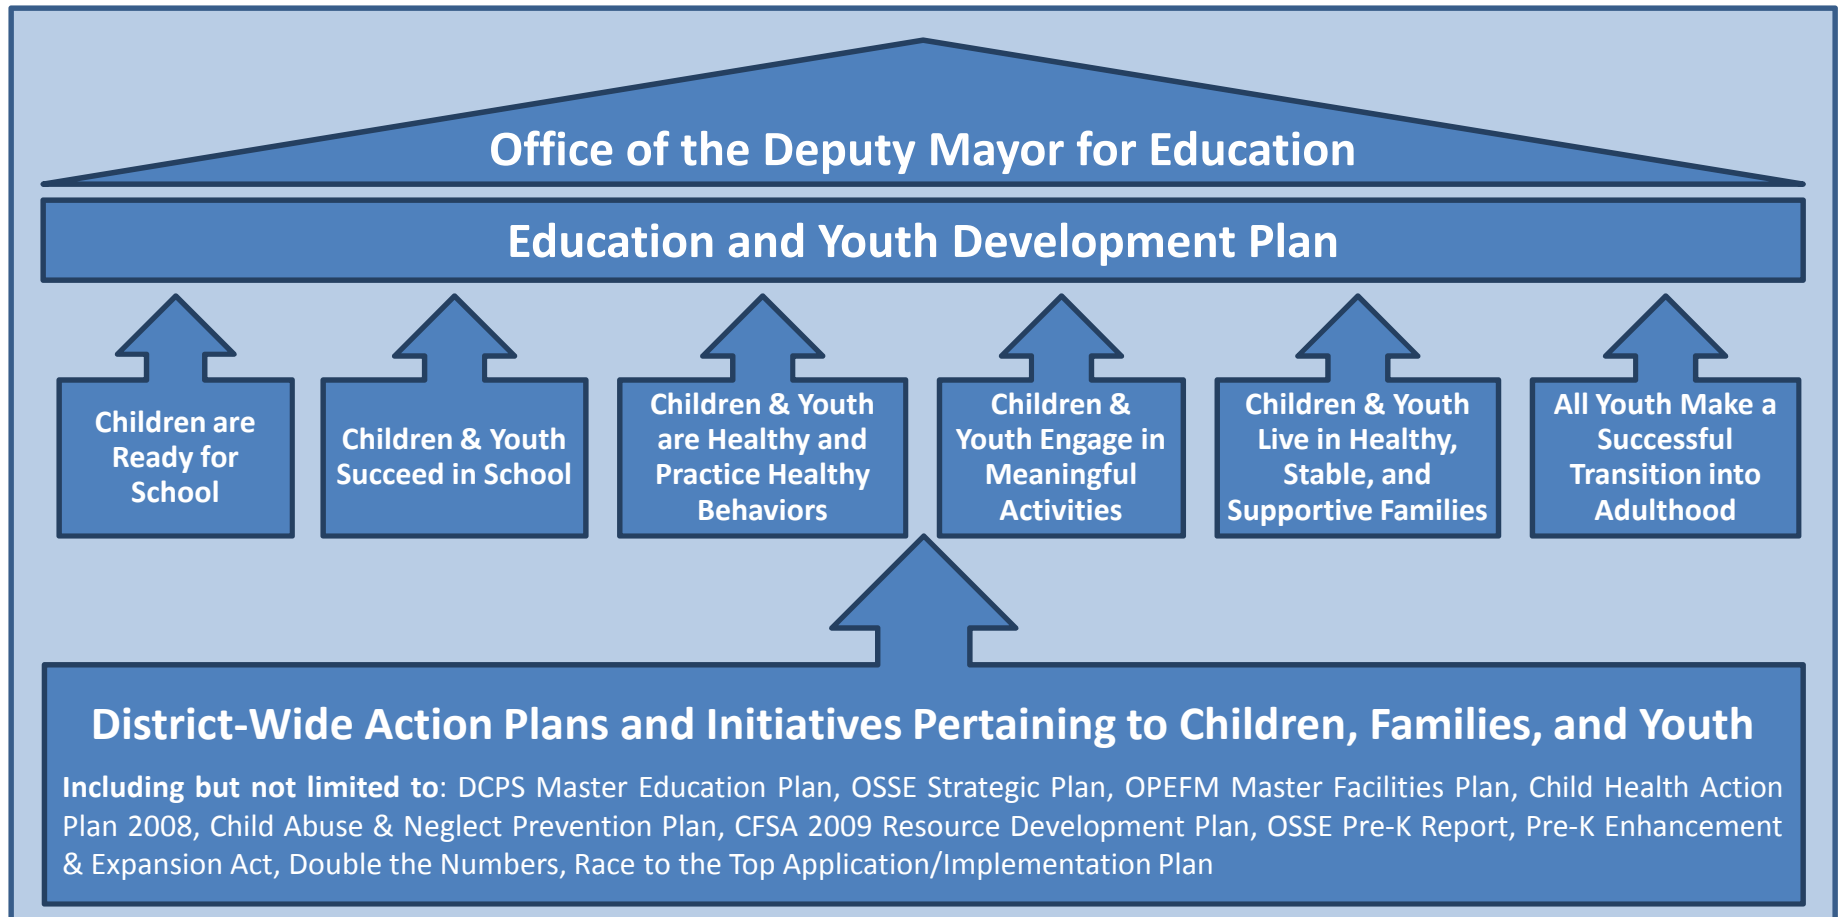 Office of the Deputy Mayor for Education
Education and Youth Development Plan
Children are
Ready for
School
Children & Youth
Succeed in School
Children & Youth
are Healthy and
Practice Healthy
Behaviors
Children &
Youth Engage in
Meaningful
Activities
Children & Youth
Live in Healthy,
Stable, and
Supportive Families
All Youth Make a
Successful
Transition into
Adulthood
District-Wide Action Plans and Initiatives Pertaining to Children, Families, and Youth
Including but not limited to: DCPS Master Education Plan, OSSE Strategic Plan, OPEFM Master Facilities Plan, Child Health Action
Plan 2008, Child Abuse & Neglect Prevention Plan, CFSA 2009 Resource Development Plan, OSSE Pre-K Report, Pre-K Enhancement
& Expansion Act, Double the Numbers, Race to the Top Application/Implementation Plan